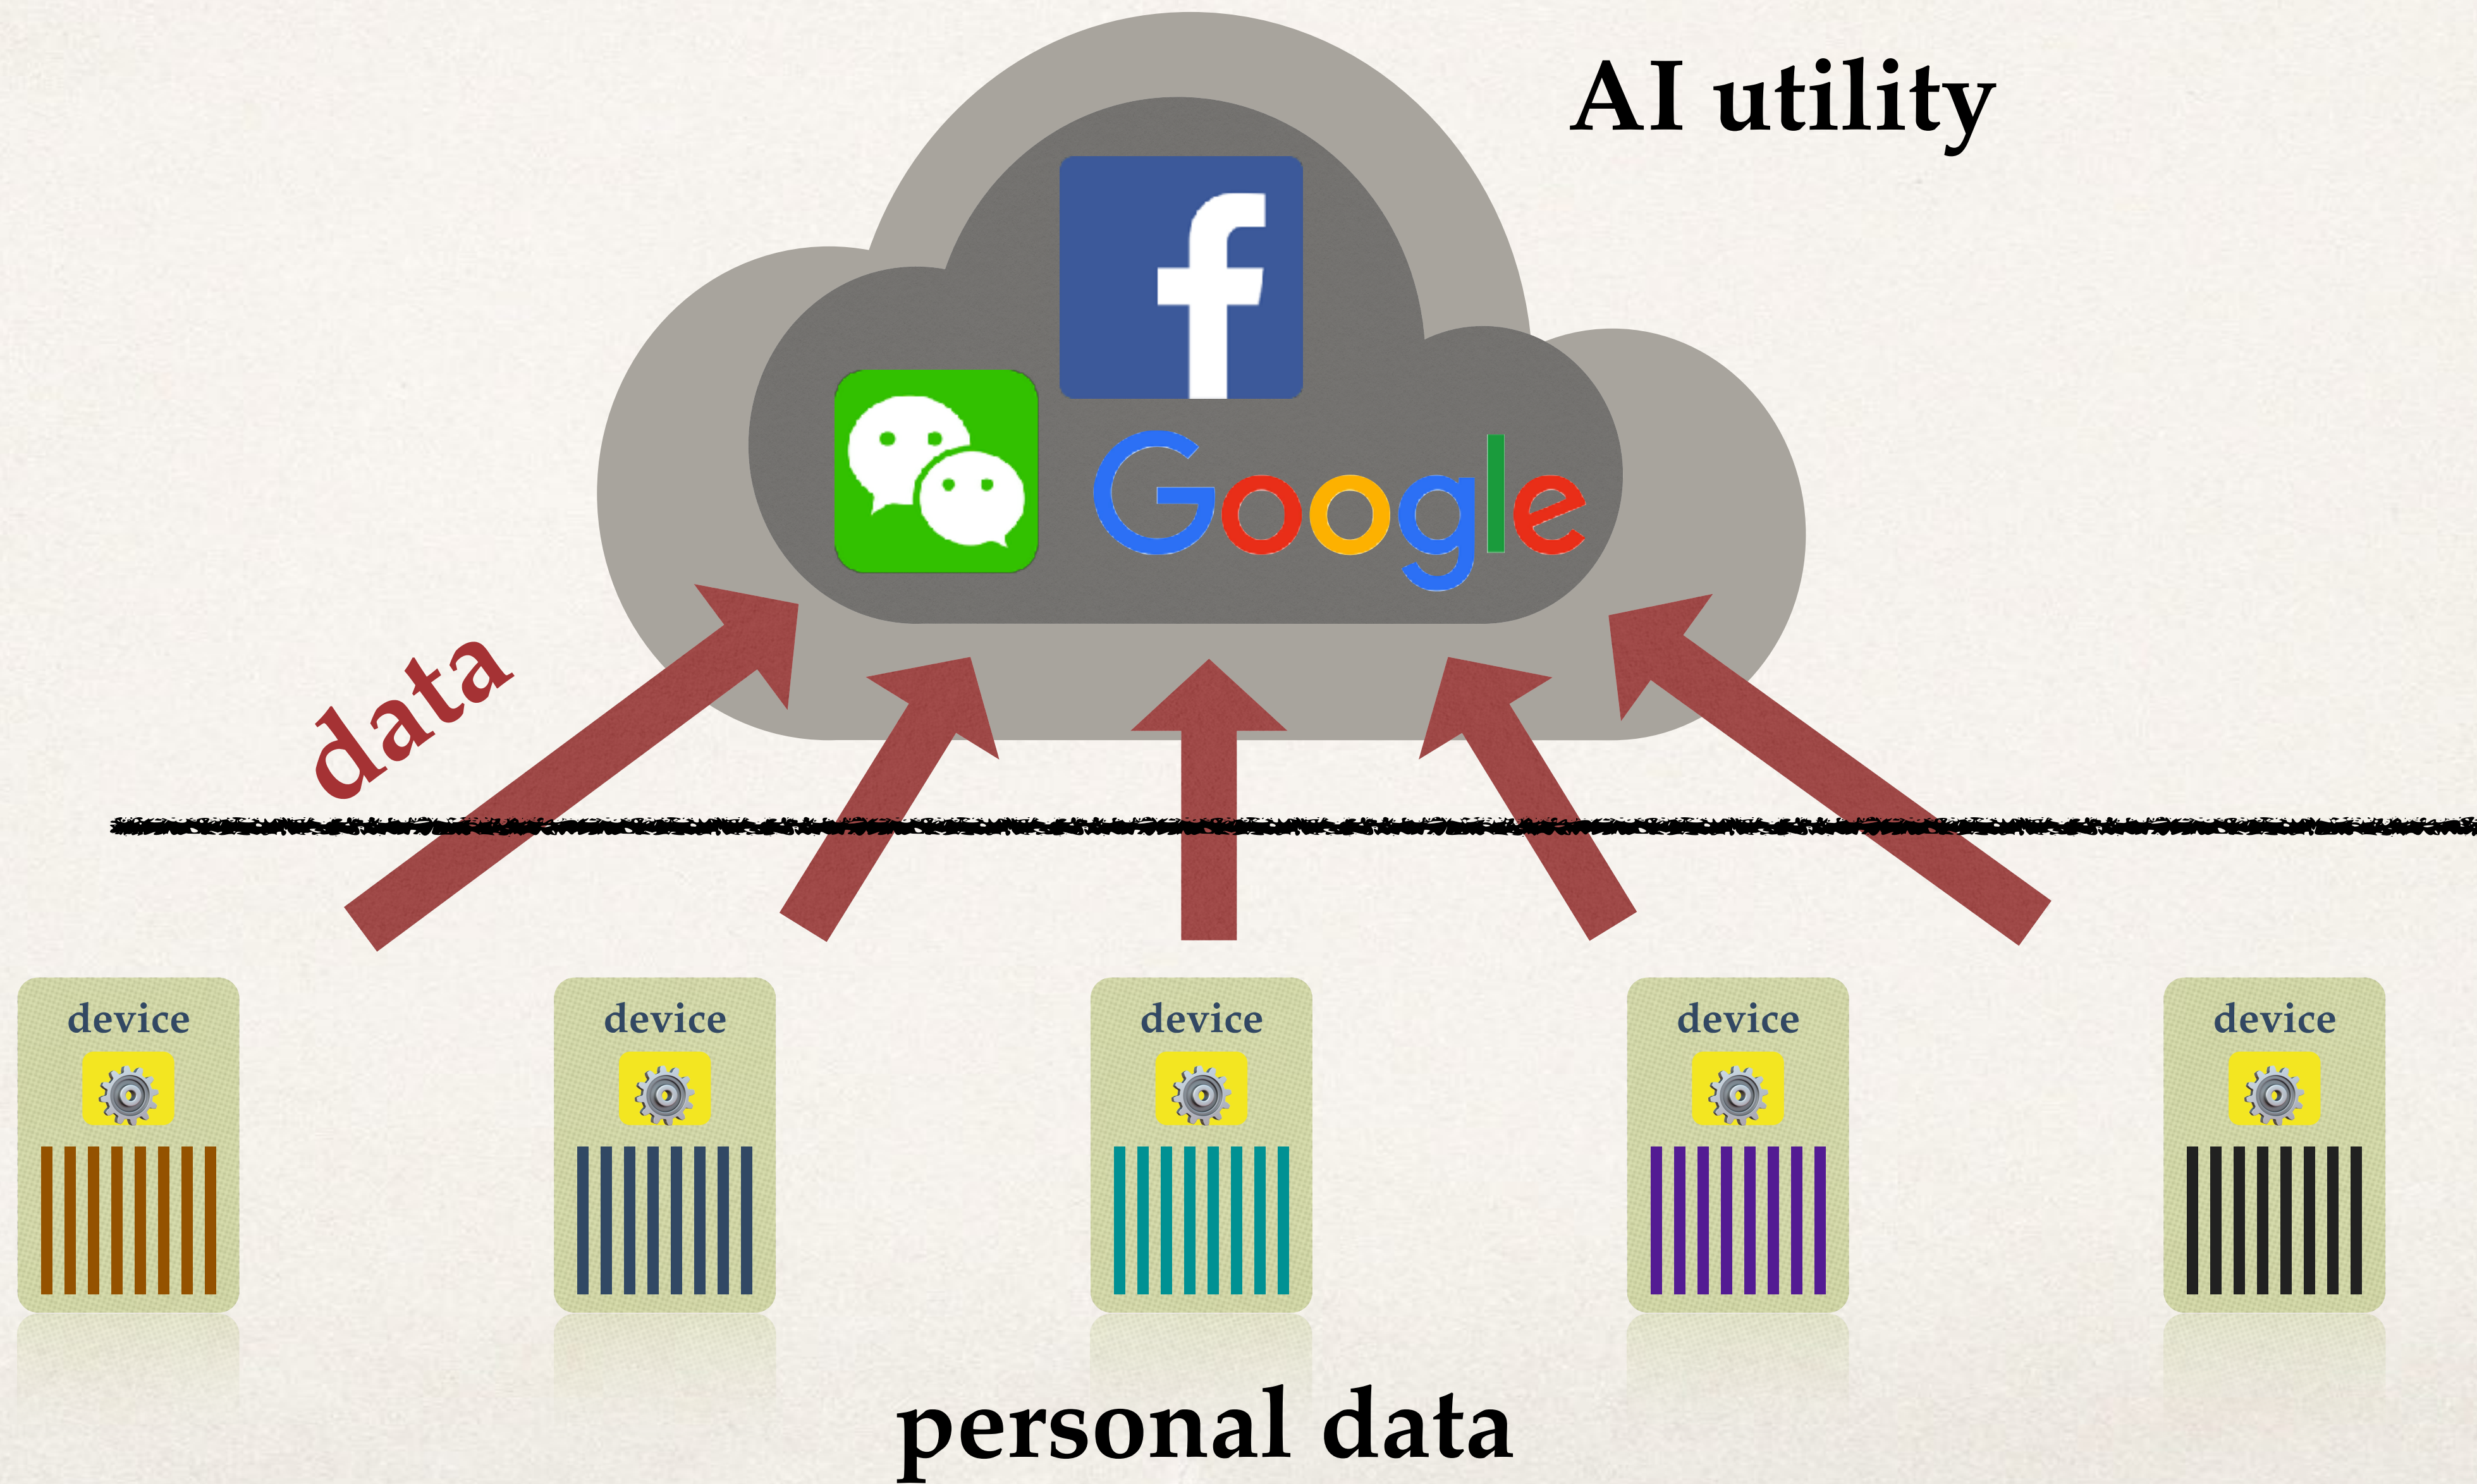 AI utility
f
Google
data
device
device
device
device
device
personal data